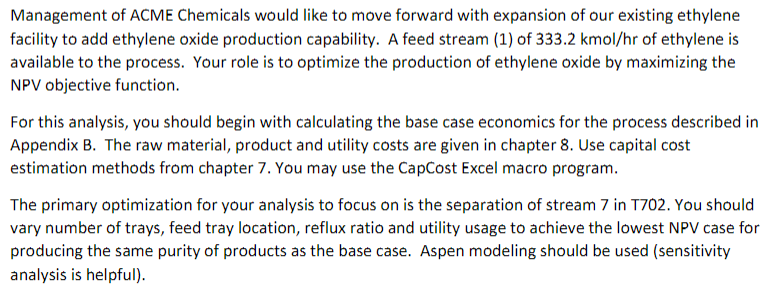 Management of ACME Chemicals would like to move forward with expansion of our existing ethylene
facility to add ethylene oxide production capability.  A feed stream (1) of 333.2 kmol/hr of ethylene is
available to the process.  Your role is to optimize the production of ethylene oxide by maximizing the
NPV objective function.
For this analysis, you should begin with calculating the base case economics for the process described in
Appendix B.  The raw material, product and utility costs are given in chapter 8. Use capital cost
estimation methods from chapter 7. You may use the CapCost Excel macro program.
The primary optimization for your analysis to focus on is the separation of stream 7 in T702. You should
vary number of trays, feed tray location, reflux ratio and utility usage to achieve the lowest NPV case for
producing the same purity of products as the base case.  Aspen modeling should be used (sensitivity
analysis is helpful).